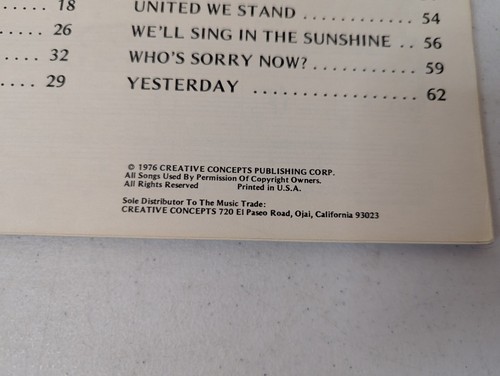 ..... 18
..... 26
..... 32
..... 29
UNITED WE STAND ............ 54
WE'LL SING IN THE SUNSHINE .. 56
WHO'S SORRY NOW? ........... 59
YESTERDAY ................. 62
© 1976 CREATIVE CONCEPTS PUBLISHING CORP.
All Songs Used By Permission Of Copyright Owners.
All Rights Reserved Printed in U.S.A.
Sole Distributor To The Music Trade:
CREATIVE CONCEPTS 720 El Paseo Road, Ojai, California 93023